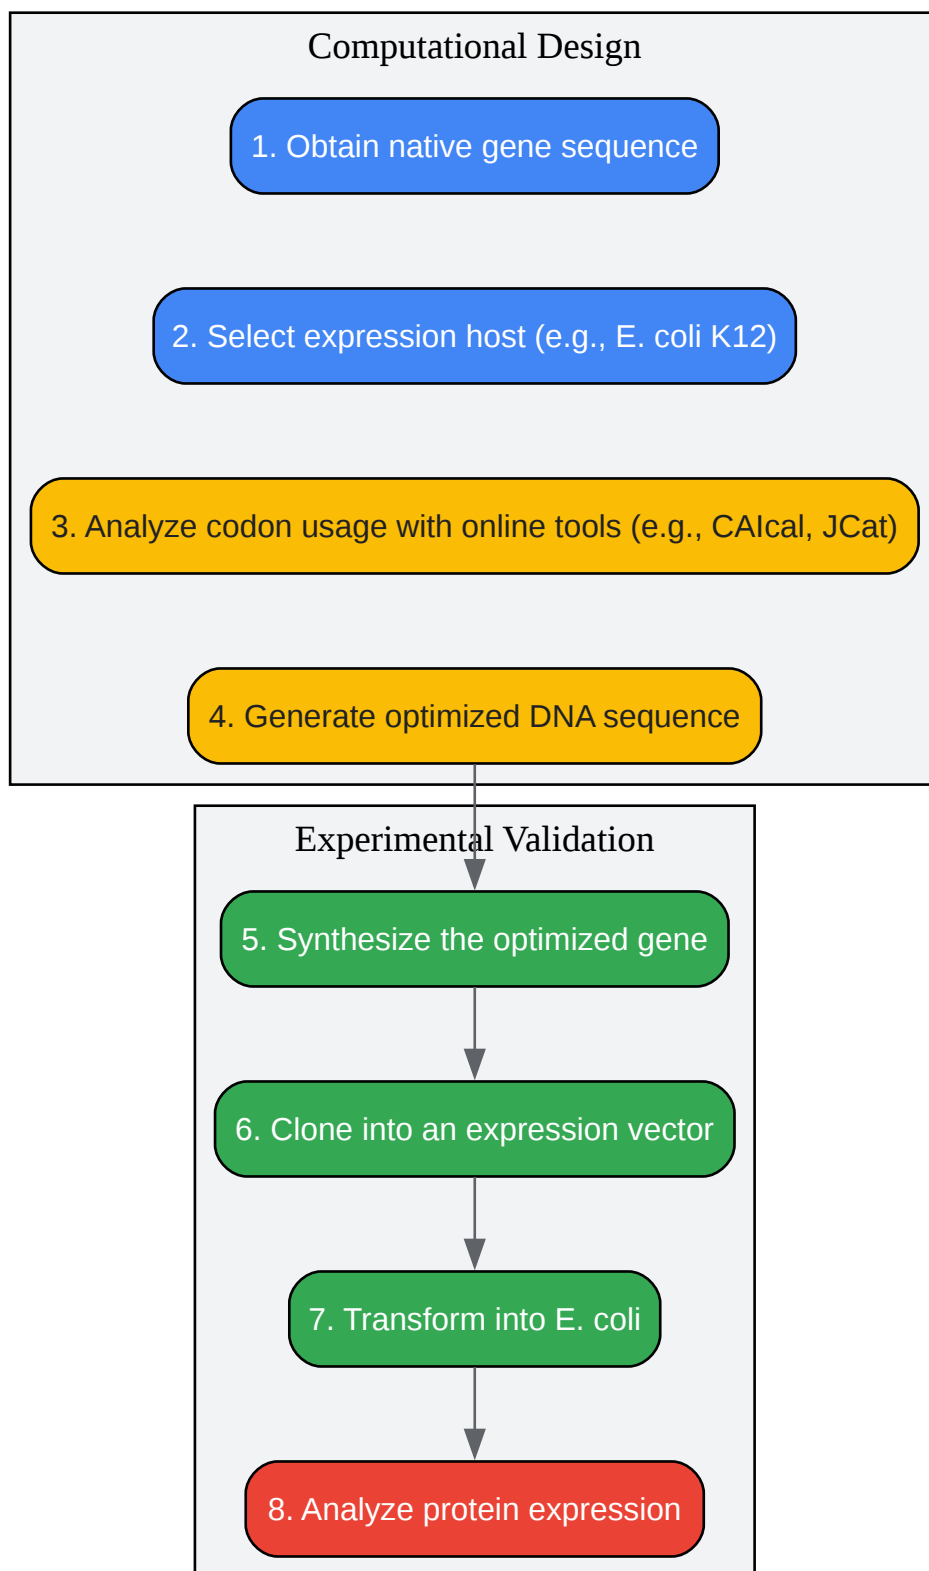 Computational Design
1. Obtain native gene sequence
2. Select expression host (e.g., E. coli K12)
3. Analyze codon usage with online tools (e.g., CAIcal, JCat)
4. Generate optimized DNA sequence
Experimental Validation
5. Synthesize the optimized gene
6. Clone into an expression vector
7. Transform into E. coli
8. Analyze protein expression